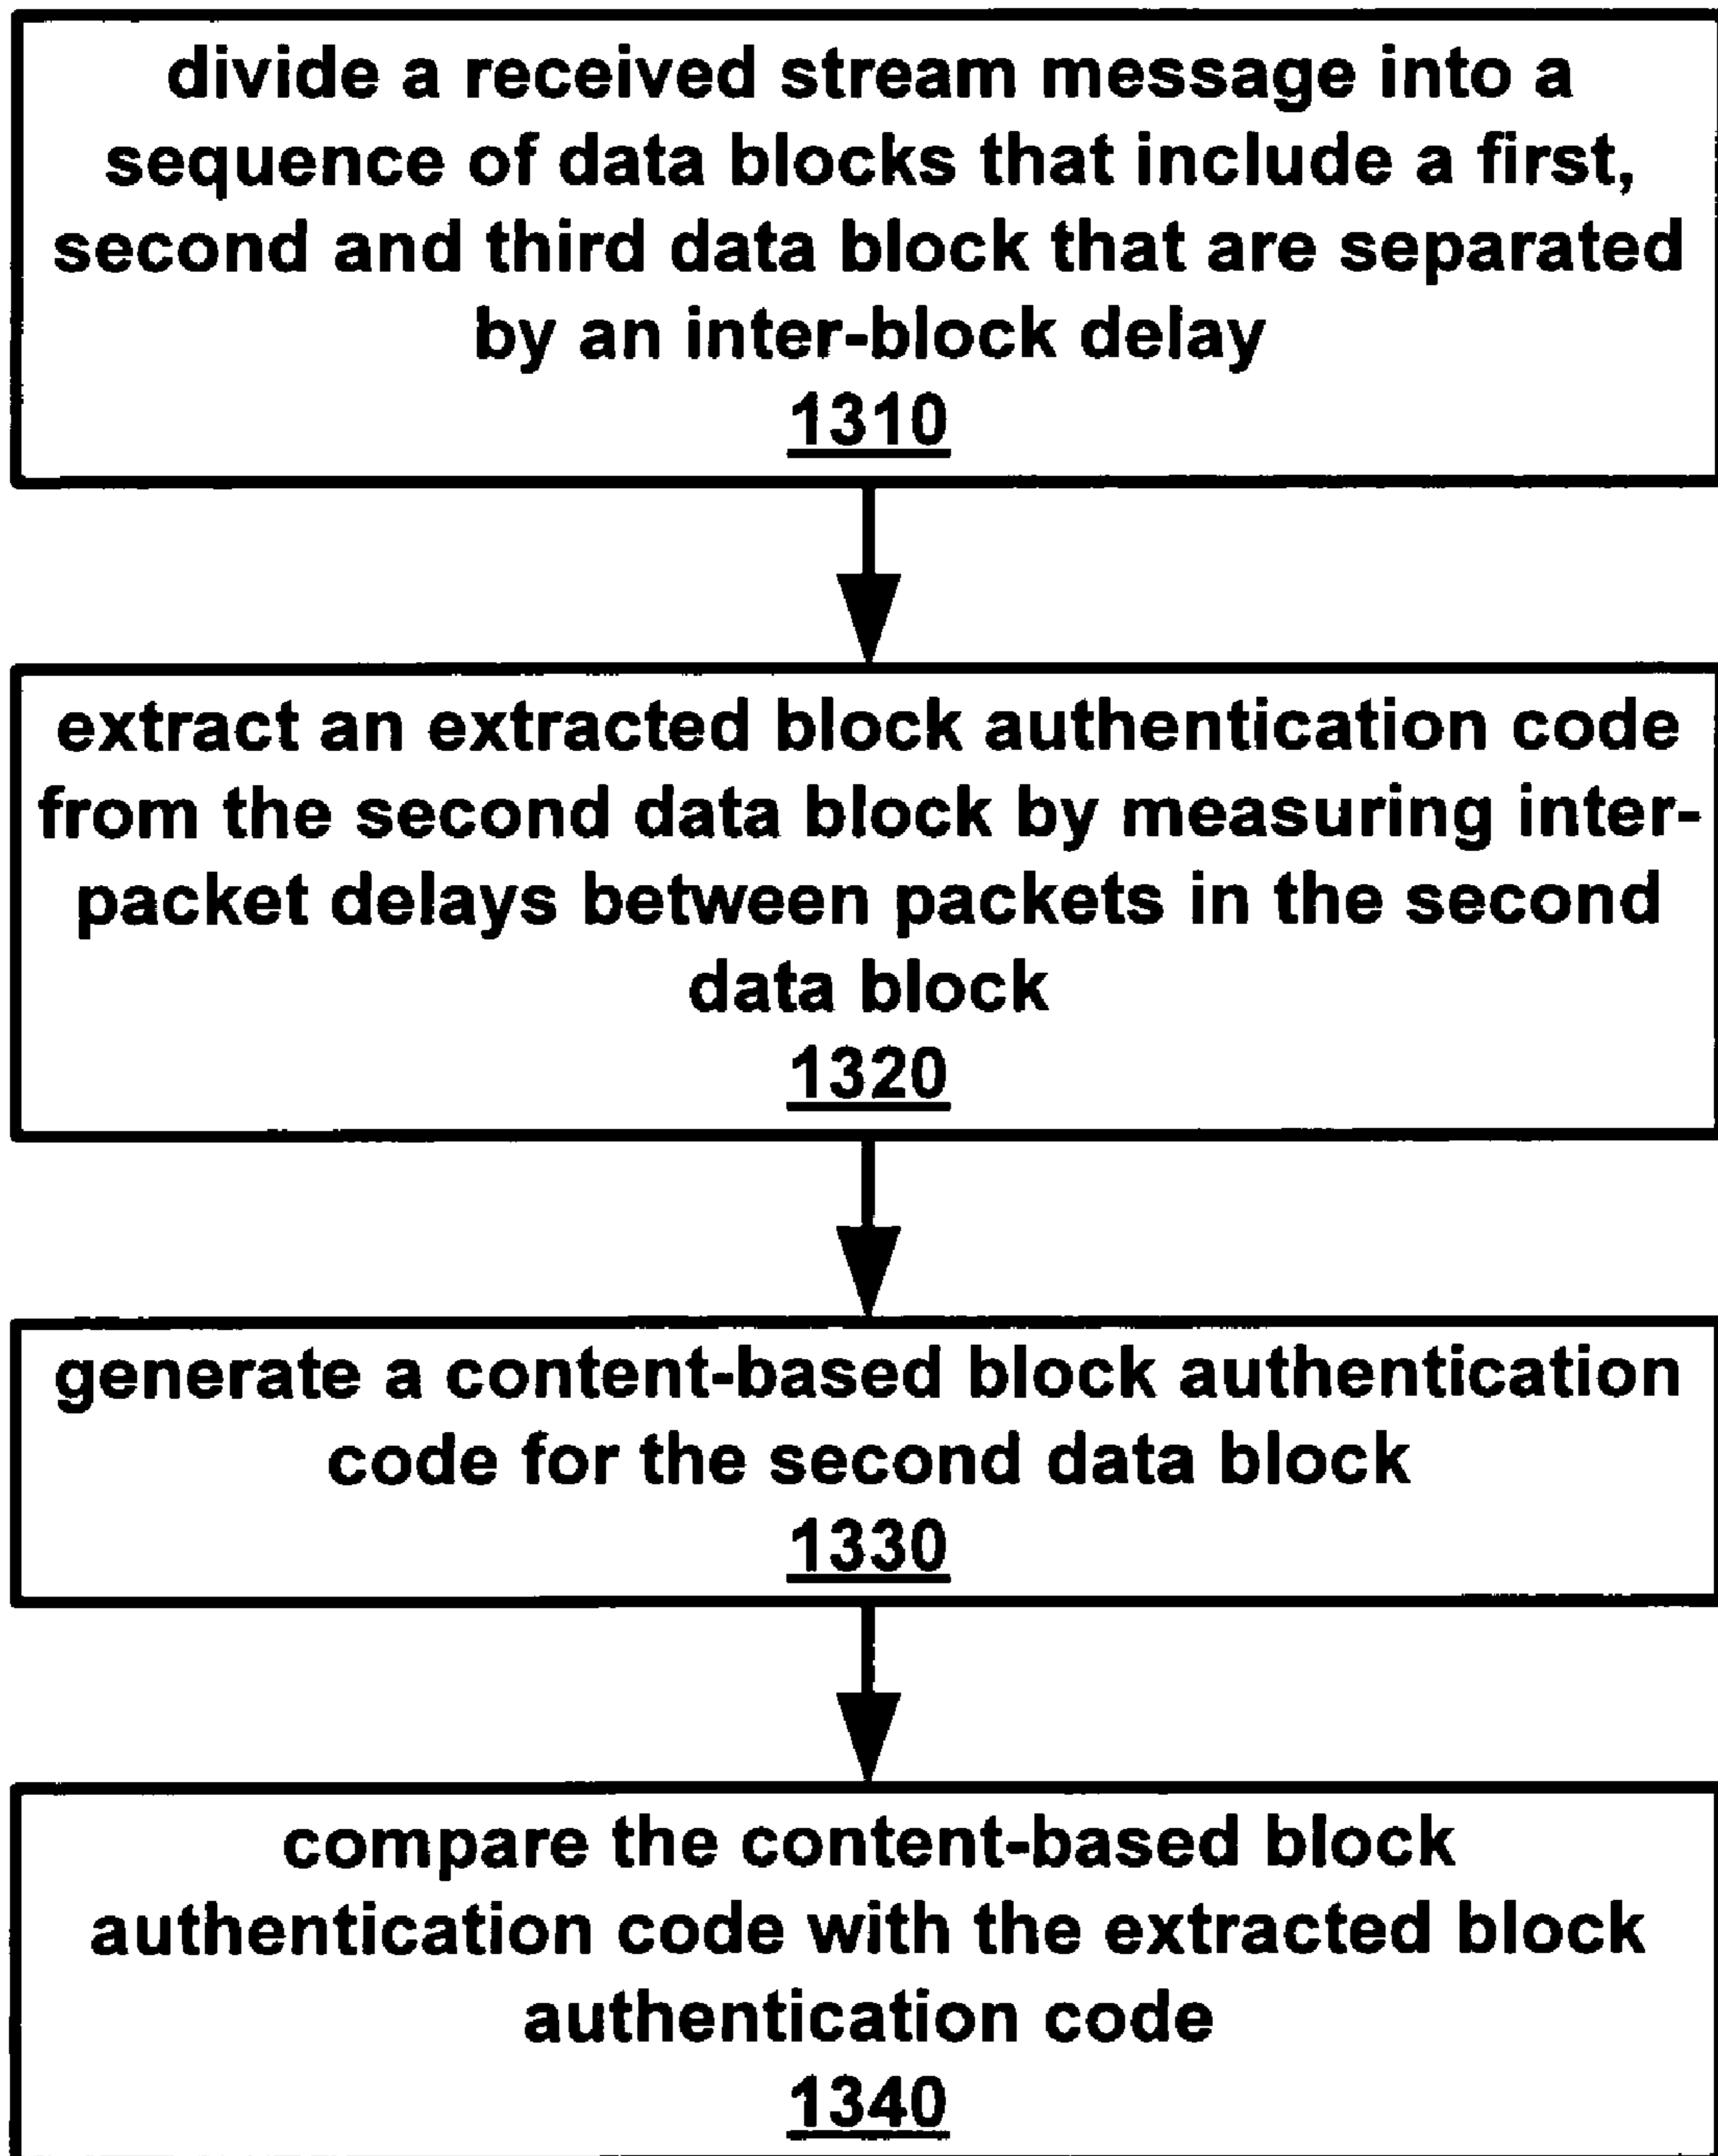 divide a received stream message into a
sequence of data blocks that include a first,
second and third data block that are separated
by an inter-block delay
1310
extract an extracted block authentication code
from the second data block by measuring inter-
packet delays between packets in the second
data block
1320
generate a content-based block authentication
code for the second data block
1330
compare the content-based block
authentication code with the extracted block
authentication code
1340